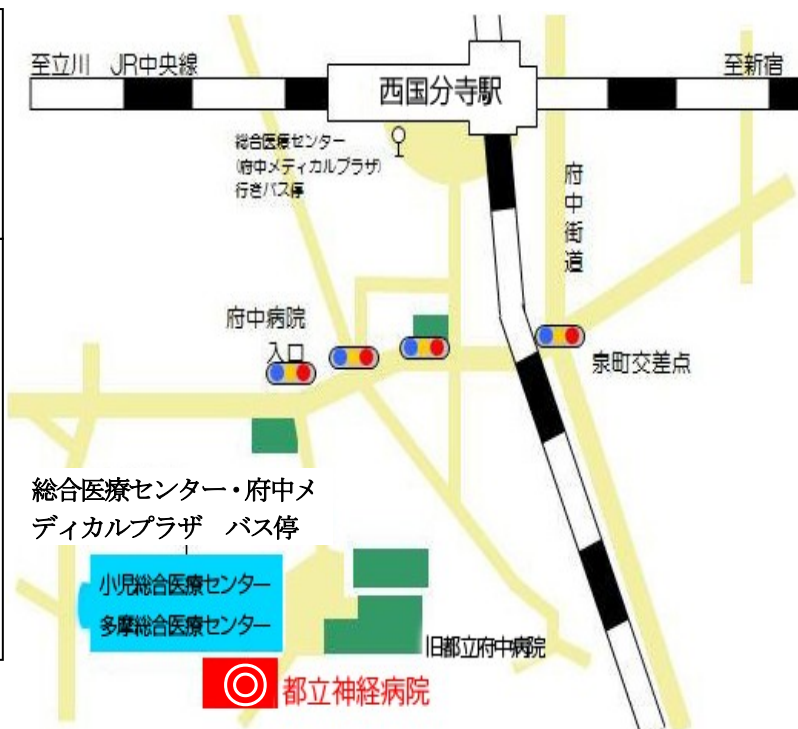 至立川 JR中央線
西国分寺駅
至新宿
総合医療センター
(府中メディカルプラザ)
行きバス停
府中街道
府中病院
入口
泉町交差点
総合医療センター・府中メ
ディカルプラザ バス停
小児総合医療センター
多摩総合医療センター
旧都立府中病院
都立神経病院